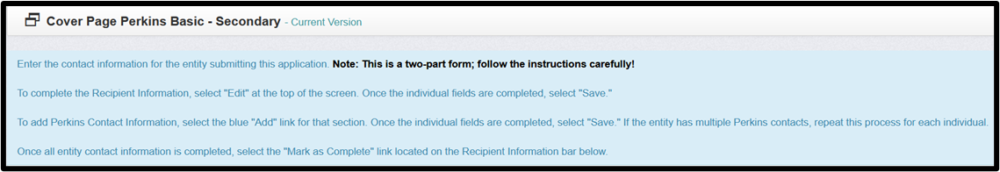 Cover Page Perkins Basic - Secondary - Current Version
Enter the contact information for the entity submitting this application. Note: This is a two-part form; follow the instructions carefully!
To complete the Recipient Information, select "Edit" at the top of the screen. Once the individual fields are completed, select "Save."
To add Perkins Contact Information, select the blue "Add" link for that section. Once the individual fields are completed, select "Save." If the entity has multiple Perkins contacts, repeat this process for each individual.
Once all entity contact information is completed, select the "Mark as Complete" link located on the Recipient Information bar below.